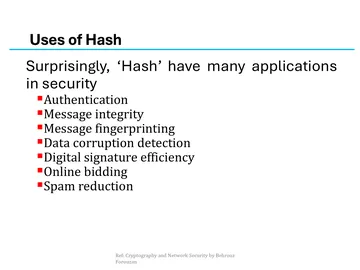 Uses of Hash
Surprisingly, ‘Hash’ have many applications
in security
Authentication
Message integrity
Message fingerprinting
Data corruption detection
Digital signature efficiency
Online bidding
Spam reduction
Ref: Cryptography and Network Security by Behrouz
Forouzan